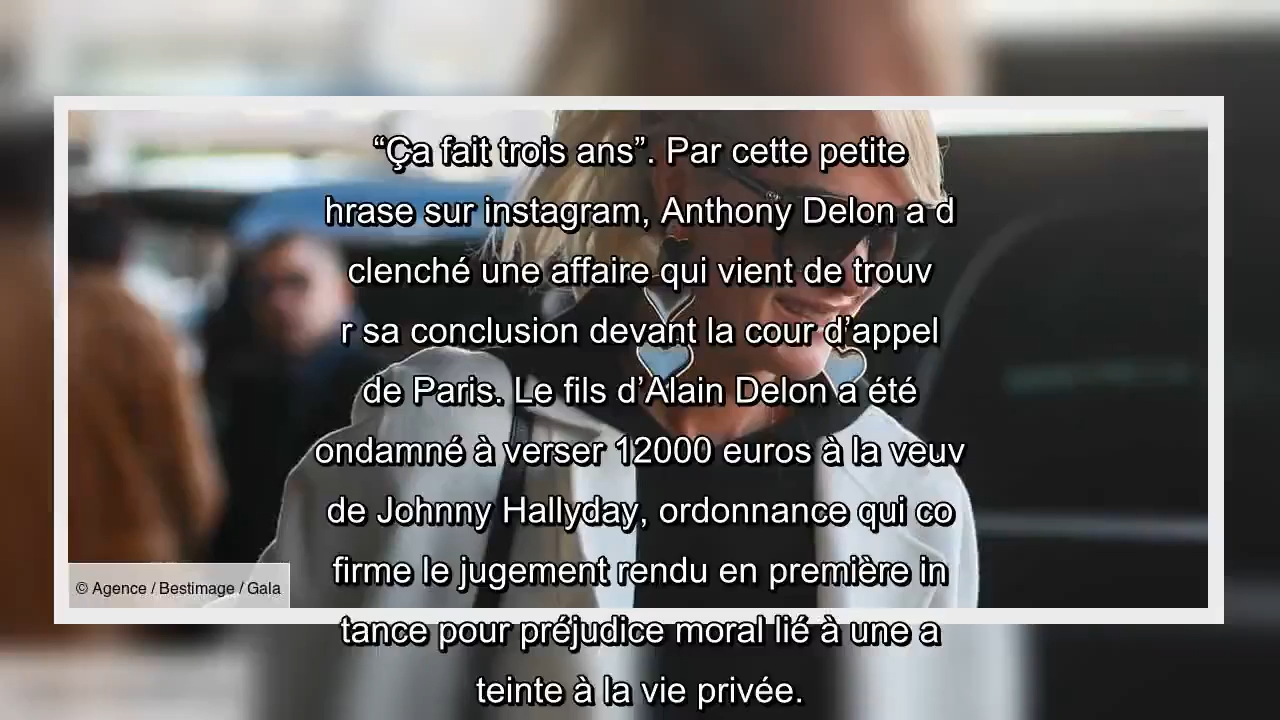 “Ça fait trois ans”. Par cette petite
hrase sur instagram, Anthony Delon a d
clenché une affaire qui vient de trouv
r sa conclusion devant la cour d’appel
de Paris. Le fils d’Alain Delon a été
ondamné à verser 12000 euros à la veuv
de Johnny Hallyday, ordonnance qui co
firme le jugement rendu en première in
© Agence / Bestimage / Gala
tance pour préjudice moral lié à une a
teinte à la vie privée.